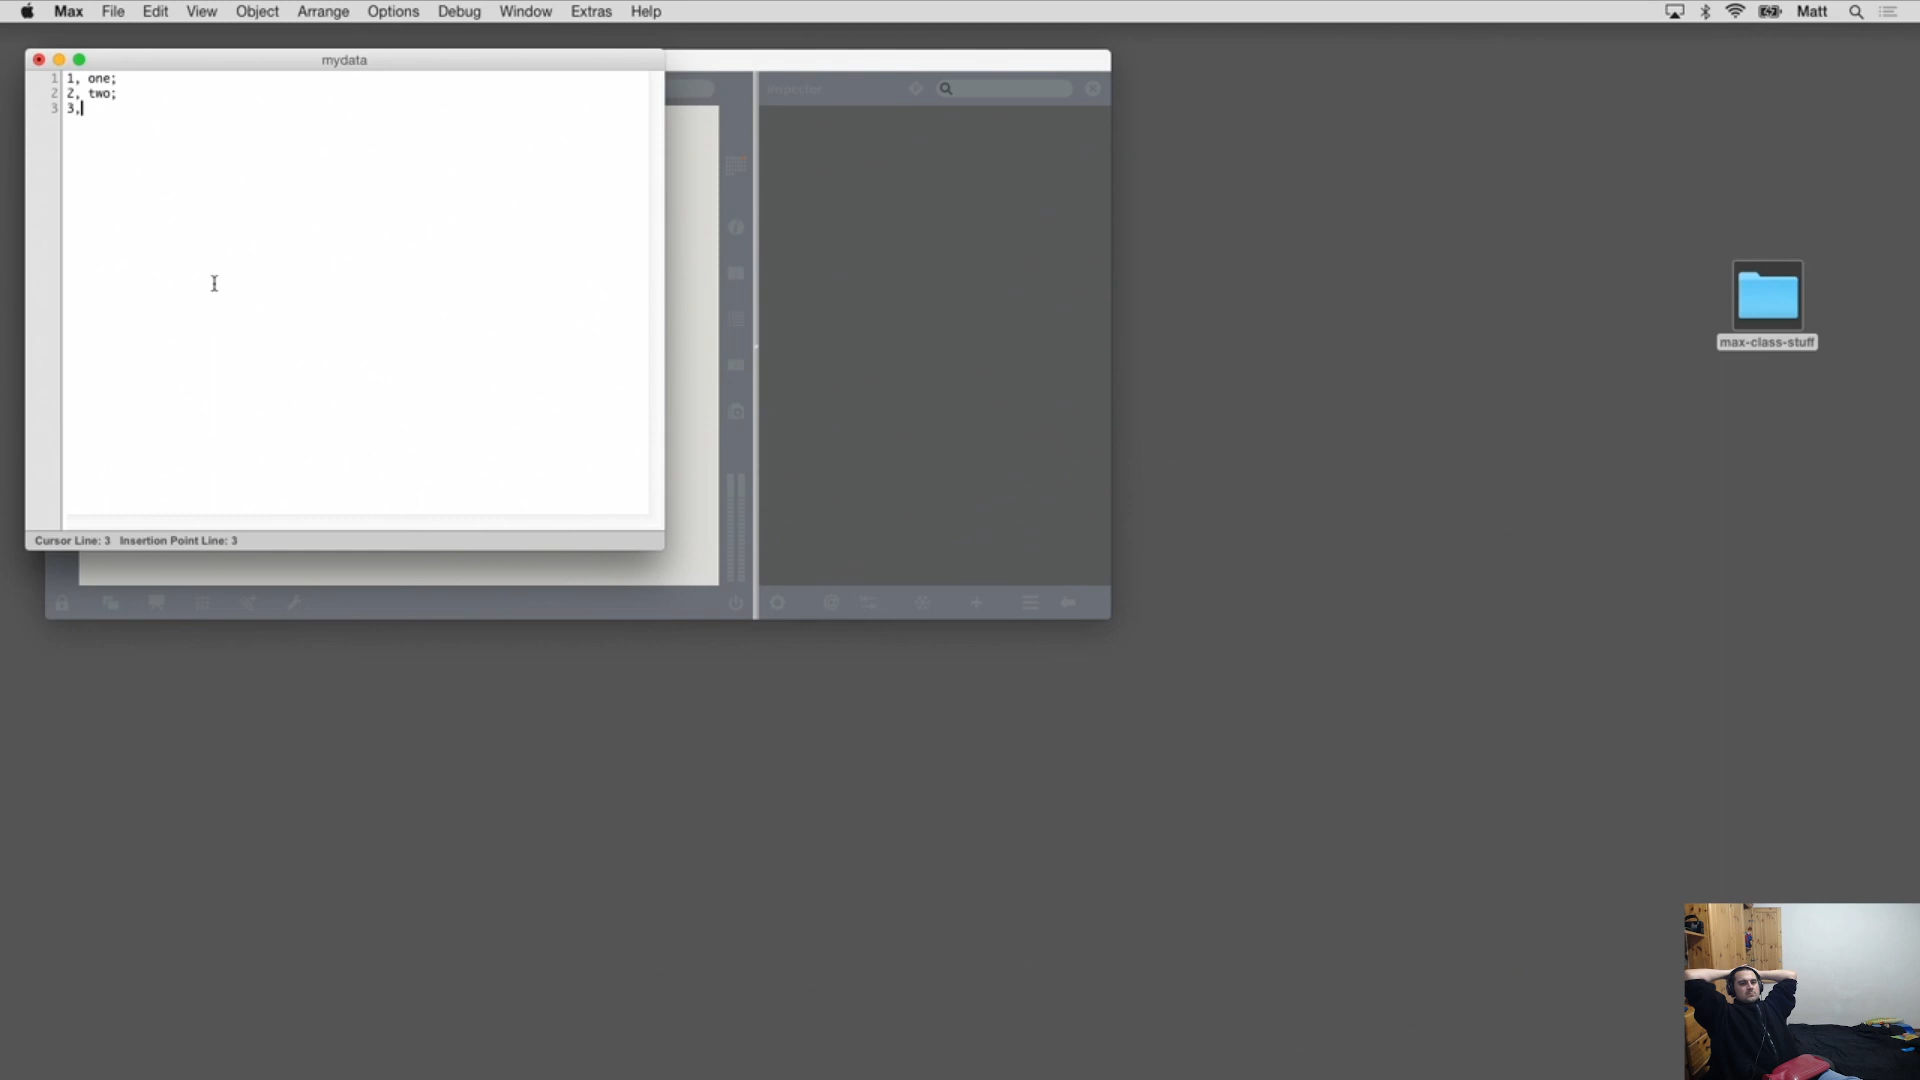 Max File Edit View Object Arrange Options Debug Window Extras Help Matt
mydata
1 1, one;
2 2, two;
3 3,
Inspector
max-class-stuff
Cursor Line: 3 Insertion Point Line: 3